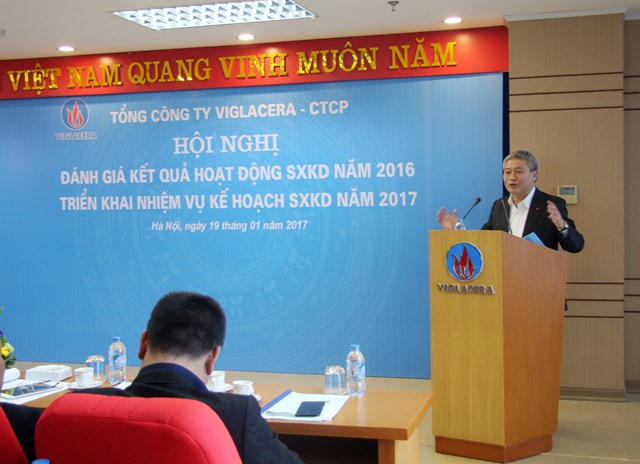 VIỆT NAM QUANG VINH MUÔN NĂM
VIGLACERA
TỔNG CÔNG TY VIGLACERA - CTCP
HỘI NGHỊ
ĐÁNH GIÁ KẾT QUẢ HOẠT ĐỘNG SXKD NĂM 2016
TRIỂN KHAI NHIỆM VỤ KẾ HOẠCH SXKD NĂM 2017
Hà Nội, ngày 19 tháng 01 năm 2017
VIGLACERA